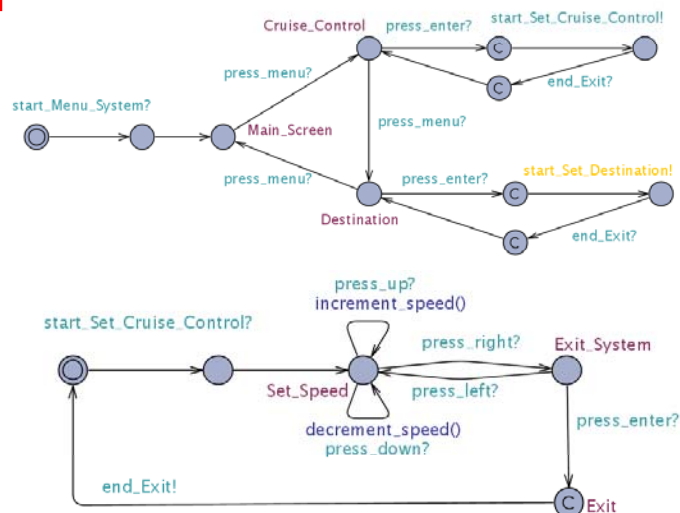 Cruise_Control
press_enter?
start_Set_Cruise_Control!
C
press_menu?
C
end_Exit?
start_Menu_System?
Main_Screen
press_menu?
press_menu?
press_enter?
start_Set_Destination!
C
Destination
C
end_Exit?
press_up?
increment_speed()
start_Set_Cruise_Control?
press_right?
Exit_System
Set_Speed
press_left?
decrement_speed()
press_down?
press_enter?
end_Exit!
C
Exit